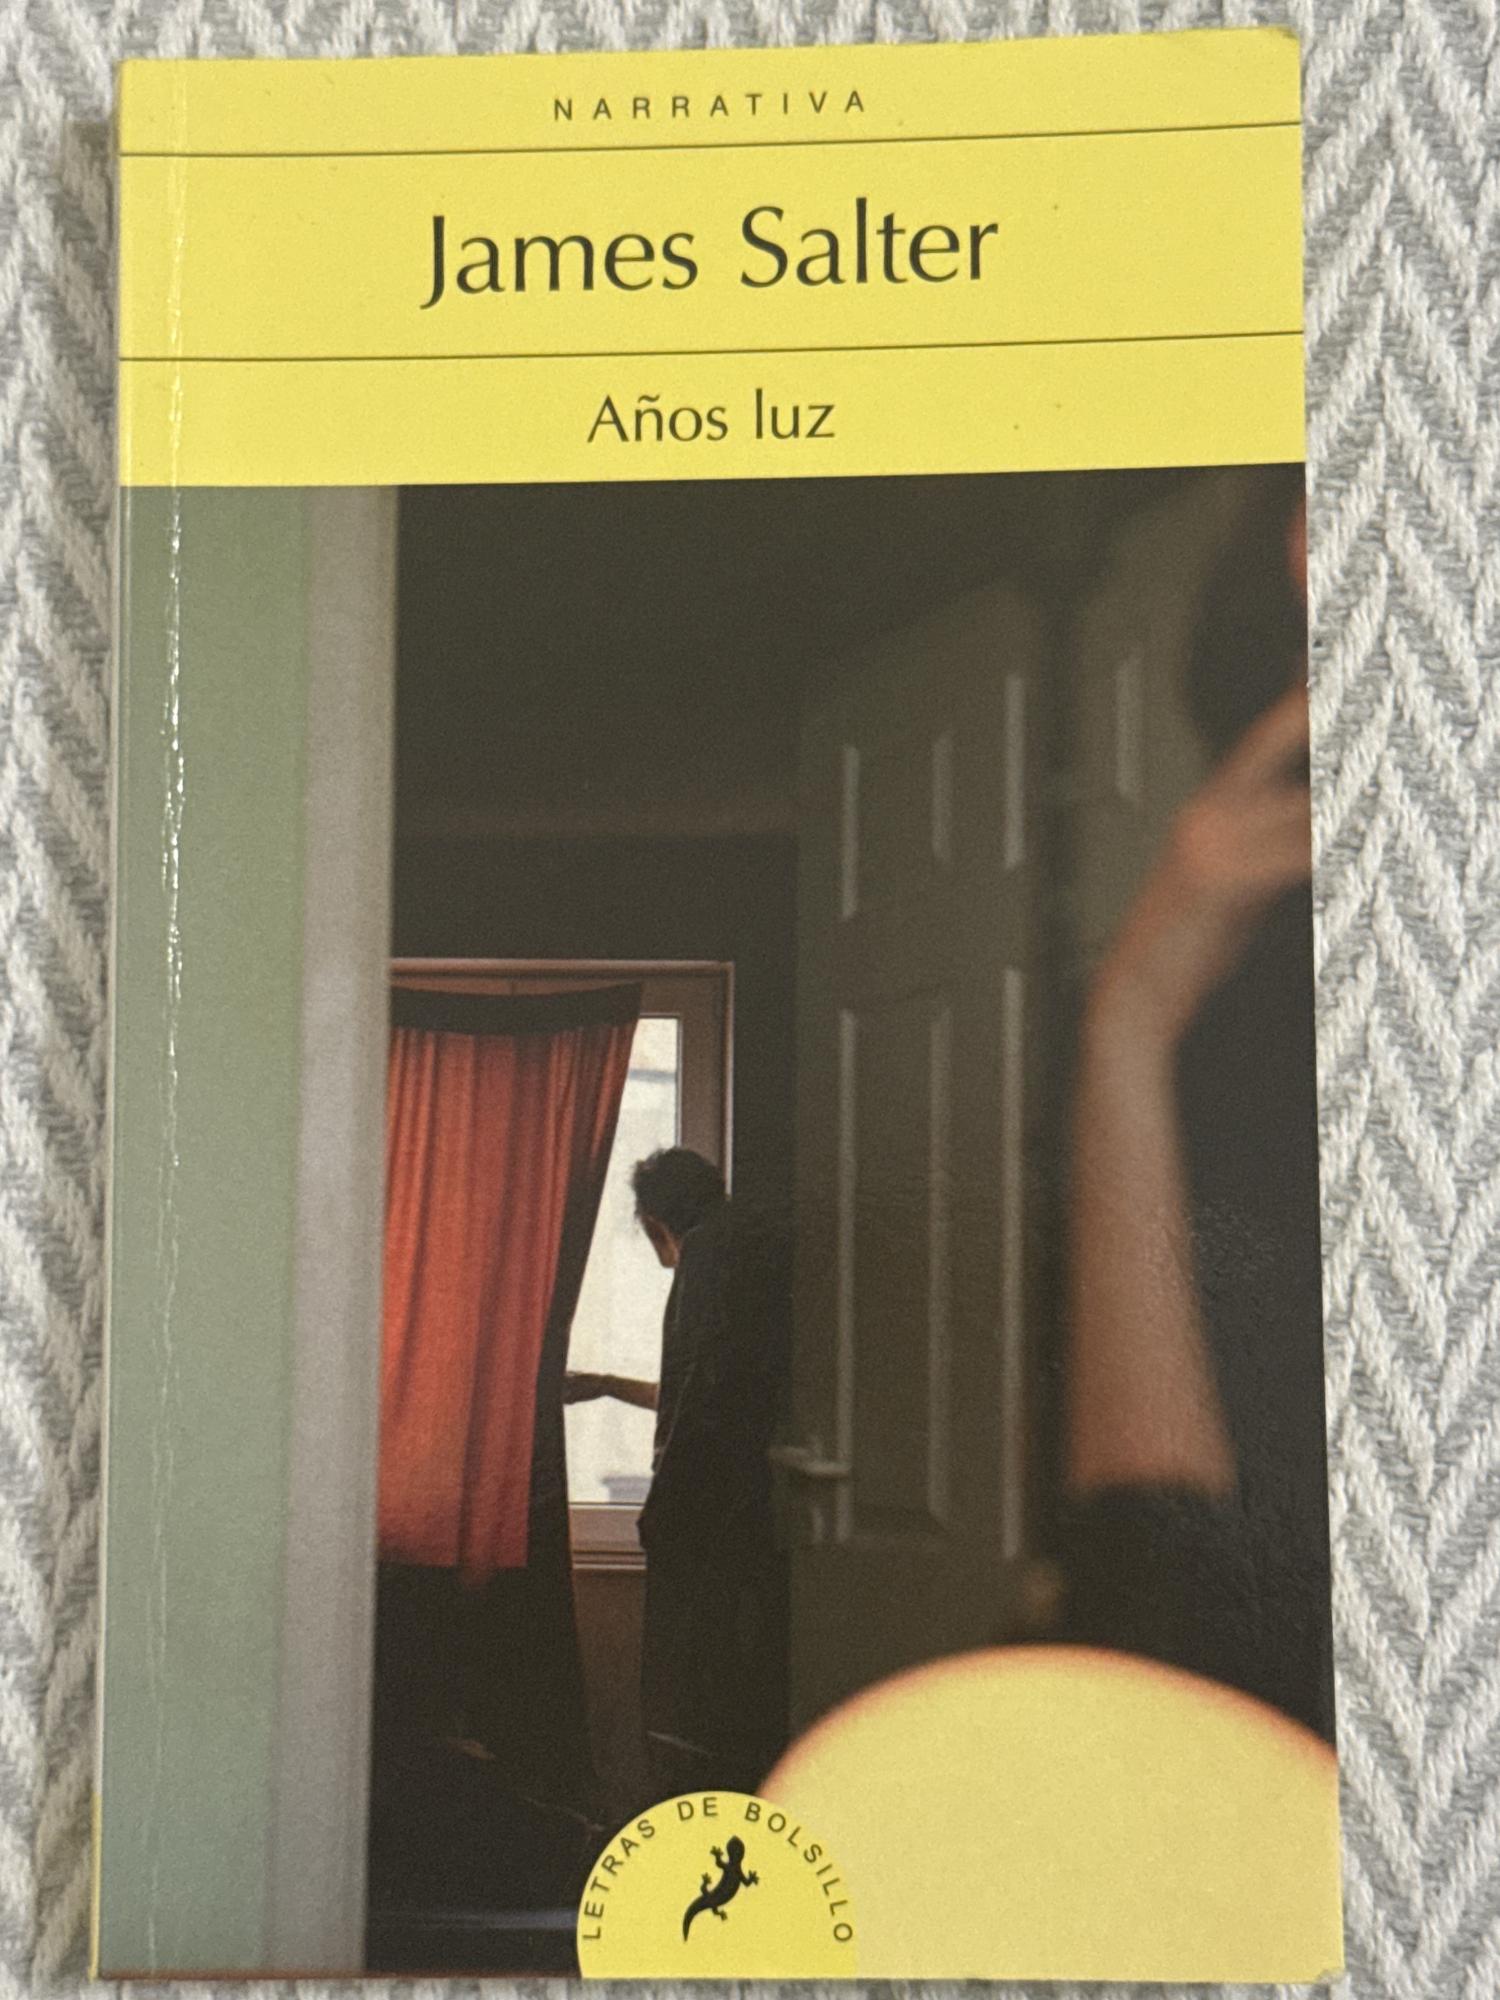 NARRATIVA
James Salter
Años luz
LETRAS DE BOLSILLO